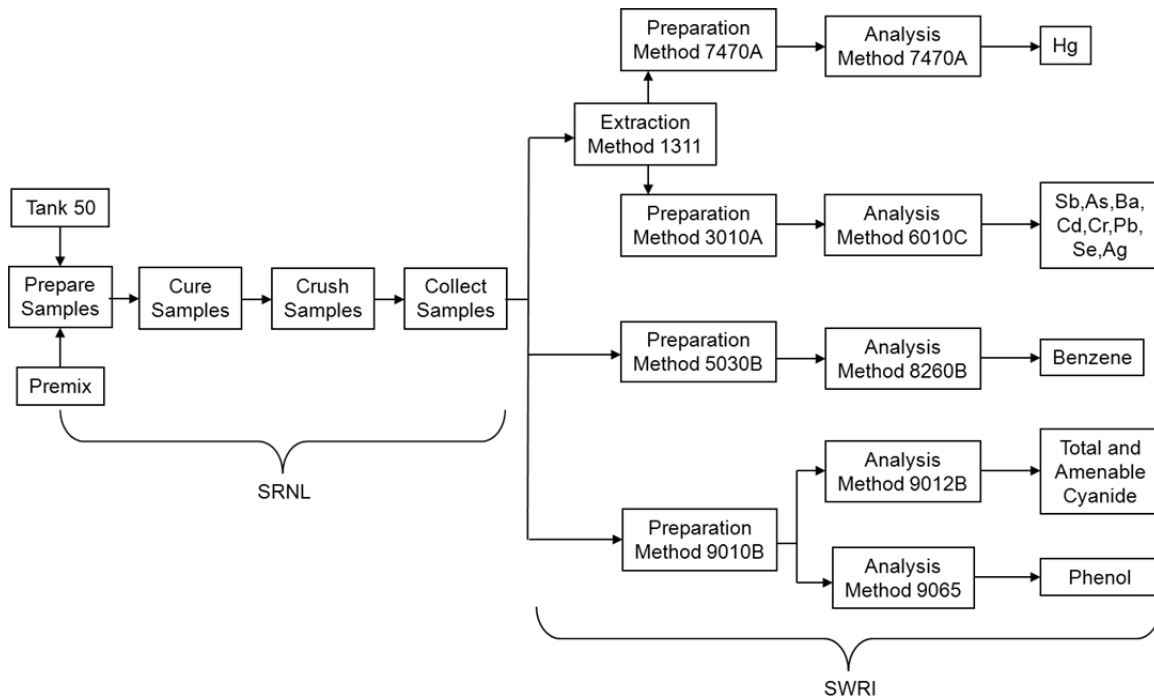 Tank 50
Prepare
Samples
Premix
Cure
Samples
Crush
Samples
Collect
Samples
SRNL
Extraction
Method 1311
Preparation
Method 7470A
Analysis
Method 7470A
Hg
Preparation
Method 3010A
Analysis
Method 6010C
Sb,As,Ba,
Cd,Cr,Pb,
Se,Ag
Preparation
Method 5030B
Analysis
Method 8260B
Benzene
Preparation
Method 9010B
Analysis
Method 9012B
Total and
Amenable
Cyanide
Analysis
Method 9065
Phenol
SWRI